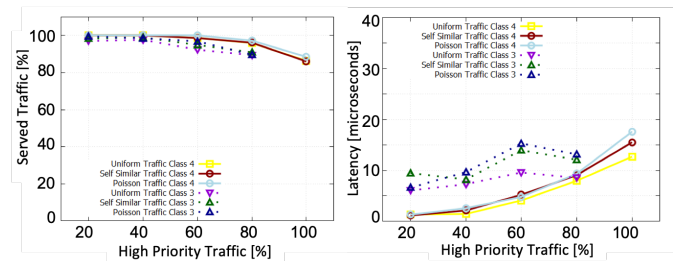 Served Traffic [%]
100
80
60
40
20
0
Uniform Traffic Class 4
Self Similar Traffic Class 4
Poisson Traffic Class 4
Uniform Traffic Class 3
Self Similar Traffic Class 3
Poisson Traffic Class 3
20 40 60 80 100
High Priority Traffic [%]
Latency [microseconds]
40
30
20
10
0
Uniform Traffic Class 4
Self Similar Traffic Class 4
Poisson Traffic Class 4
Uniform Traffic Class 3
Self Similar Traffic Class 3
Poisson Traffic Class 3
20 40 60 80 100
High Priority Traffic [%]